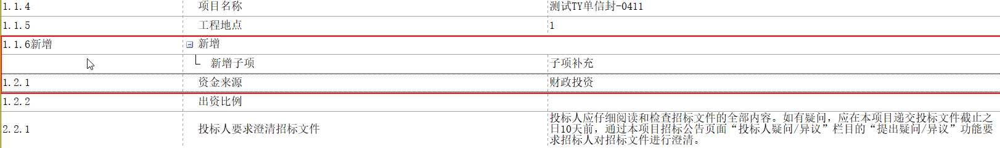 1.1.4 项目名称 测试TY单信封-0411
1.1.5 工程地点 1
1.1.6新增 新增
新增子项 子项补充
1.2.1 资金来源 财政投资
1.2.2 出资比例
2.2.1 投标人要求澄清招标文件 投标人应仔细阅读和检查招标文件的全部内容。如有疑问，应在本项目递交投标文件截止之
日10天前，通过本项目招标公告页面“投标人疑问/异议”栏目的“提出疑问/异议”功能要
求招标人对招标文件进行澄清。